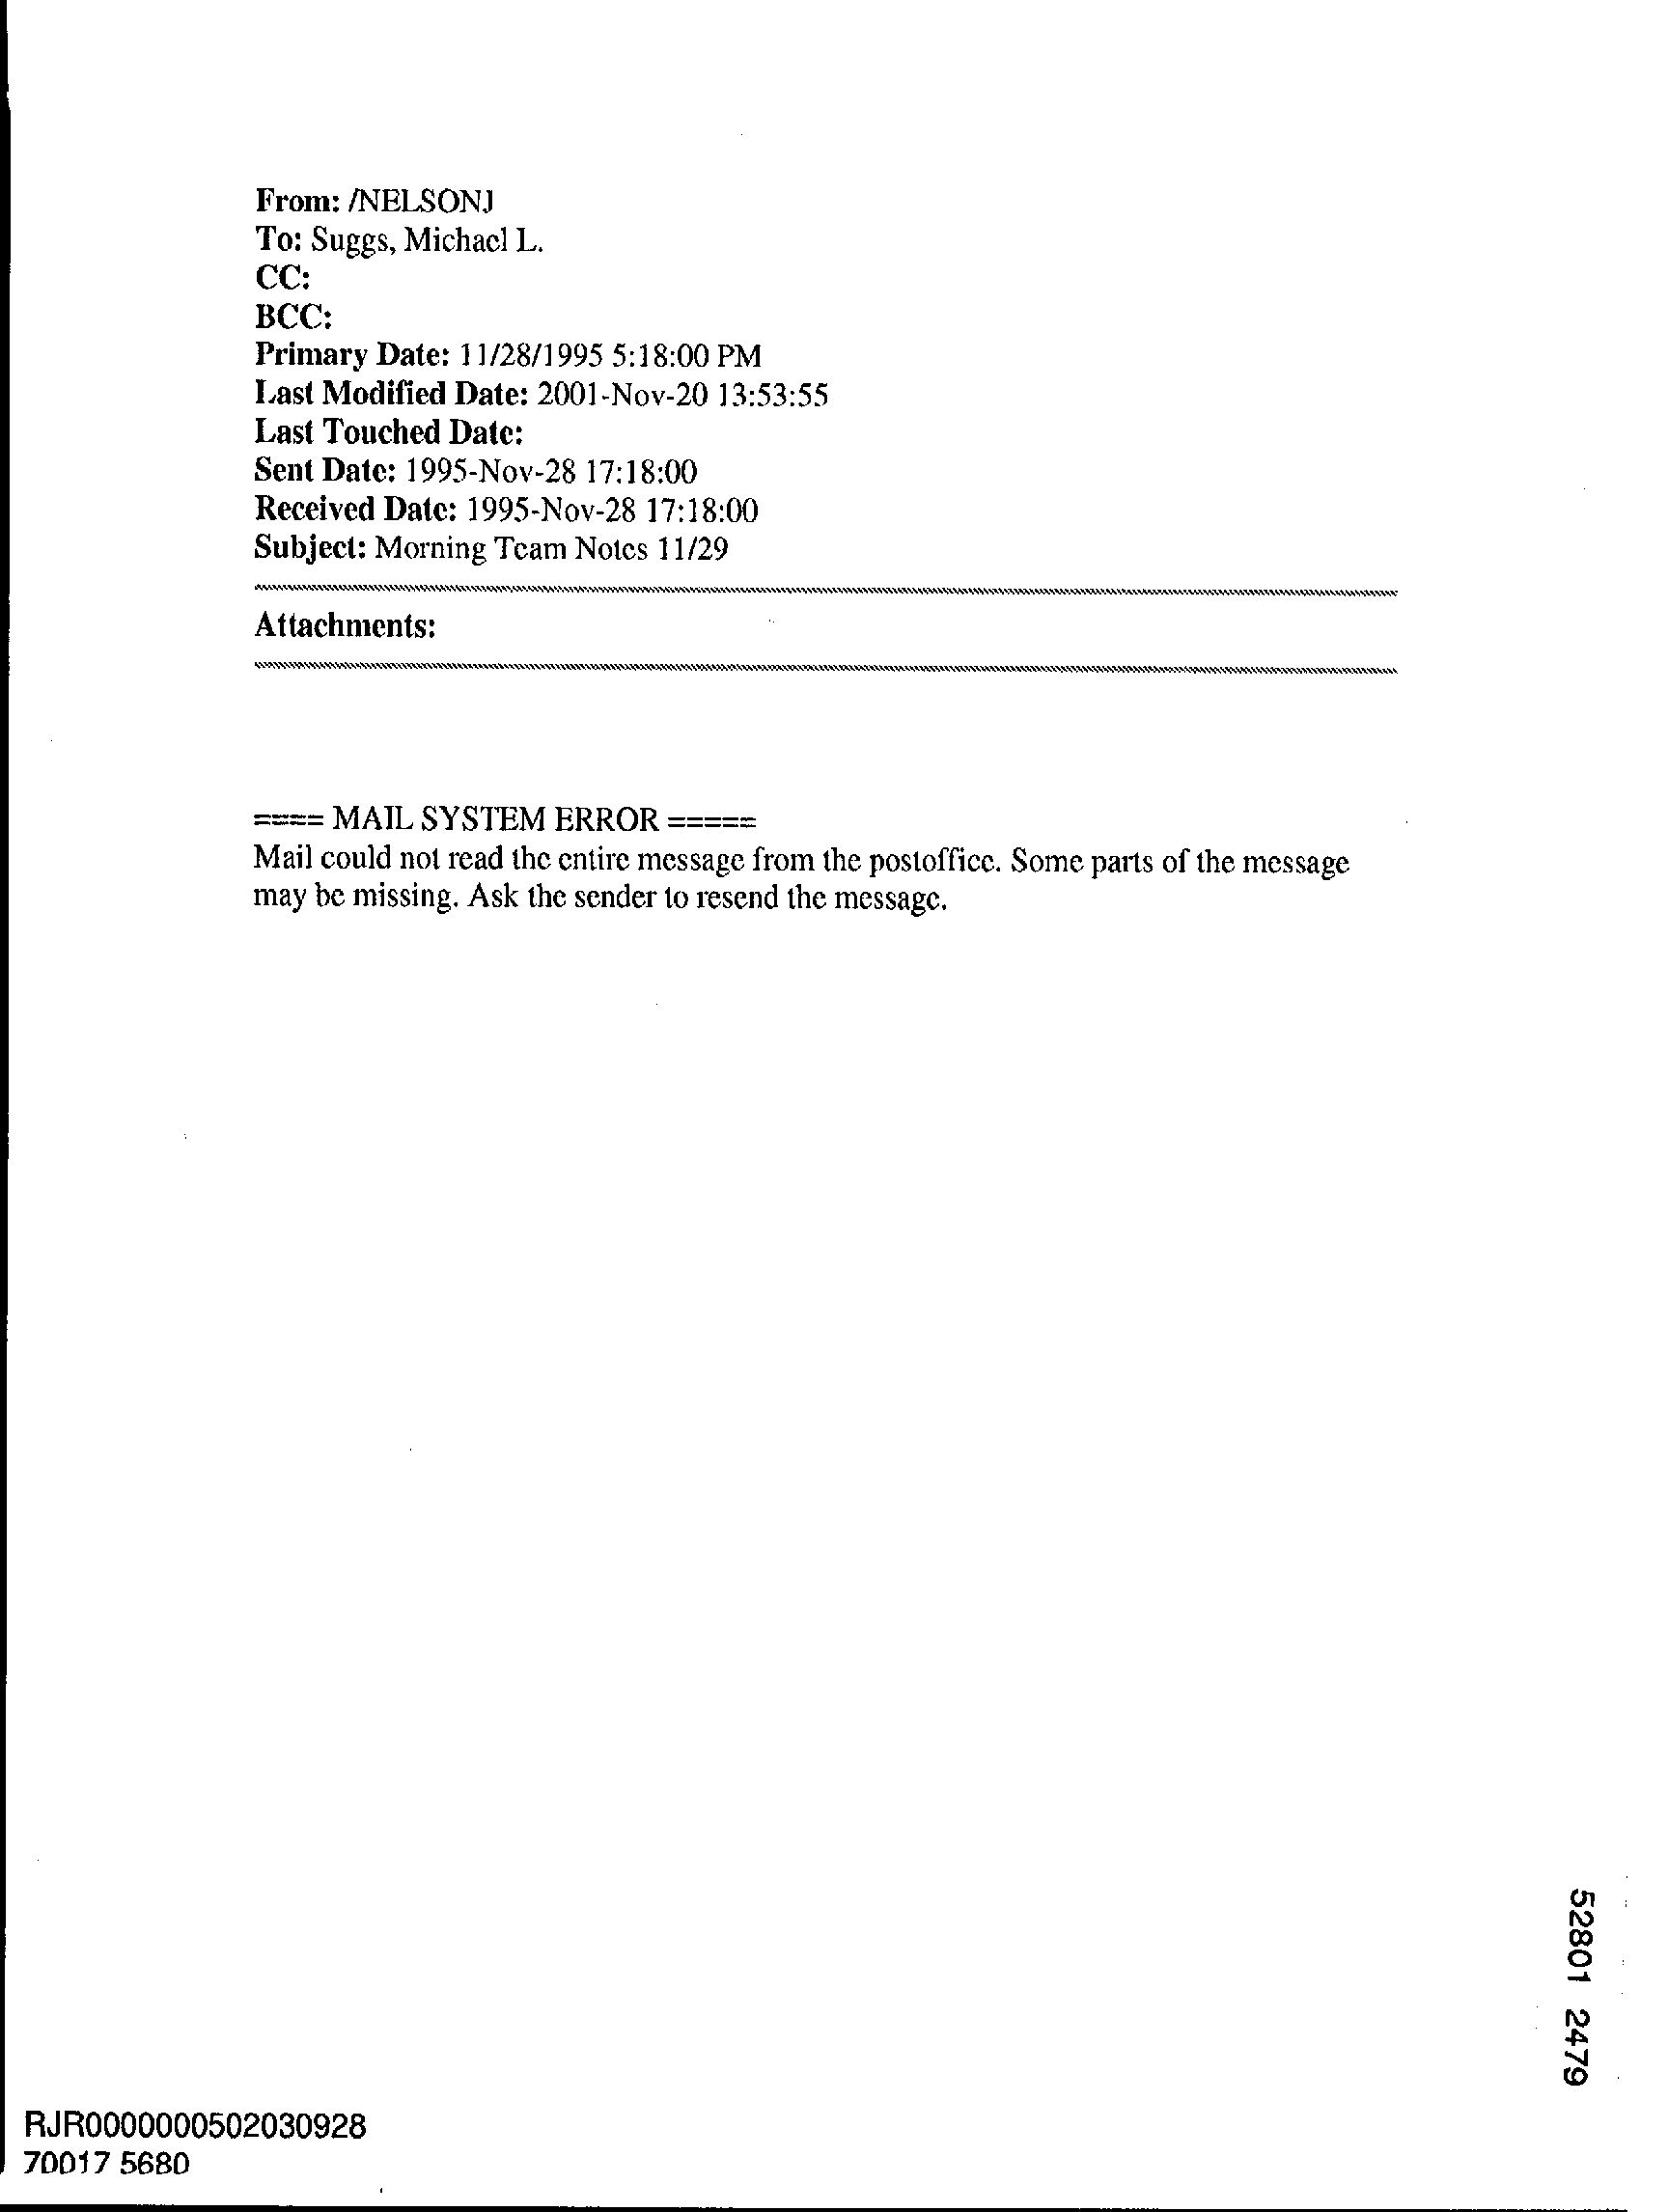 From: /NELSONJ
To: Suggs, Michael L.
CC:
BCC:
Primary Date: 11/28/1995 5:18:00 PM
Last Modified Date: 2001-Nov-20 13:53:55
Last Touched Date:
Sent Date: 1995-Nov-28 17:18:00
Received Date: 1995-Nov-28 17:18:00
Subject: Morning Team Notes 11/29
Attachments:
==== MAIL SYSTEM ERROR =====
Mail could not read the entire message from the postoffice. Some parts of the message
may be missing. Ask the sender to resend the message.
52801 2479
RJR0000000502030928
70017 5680